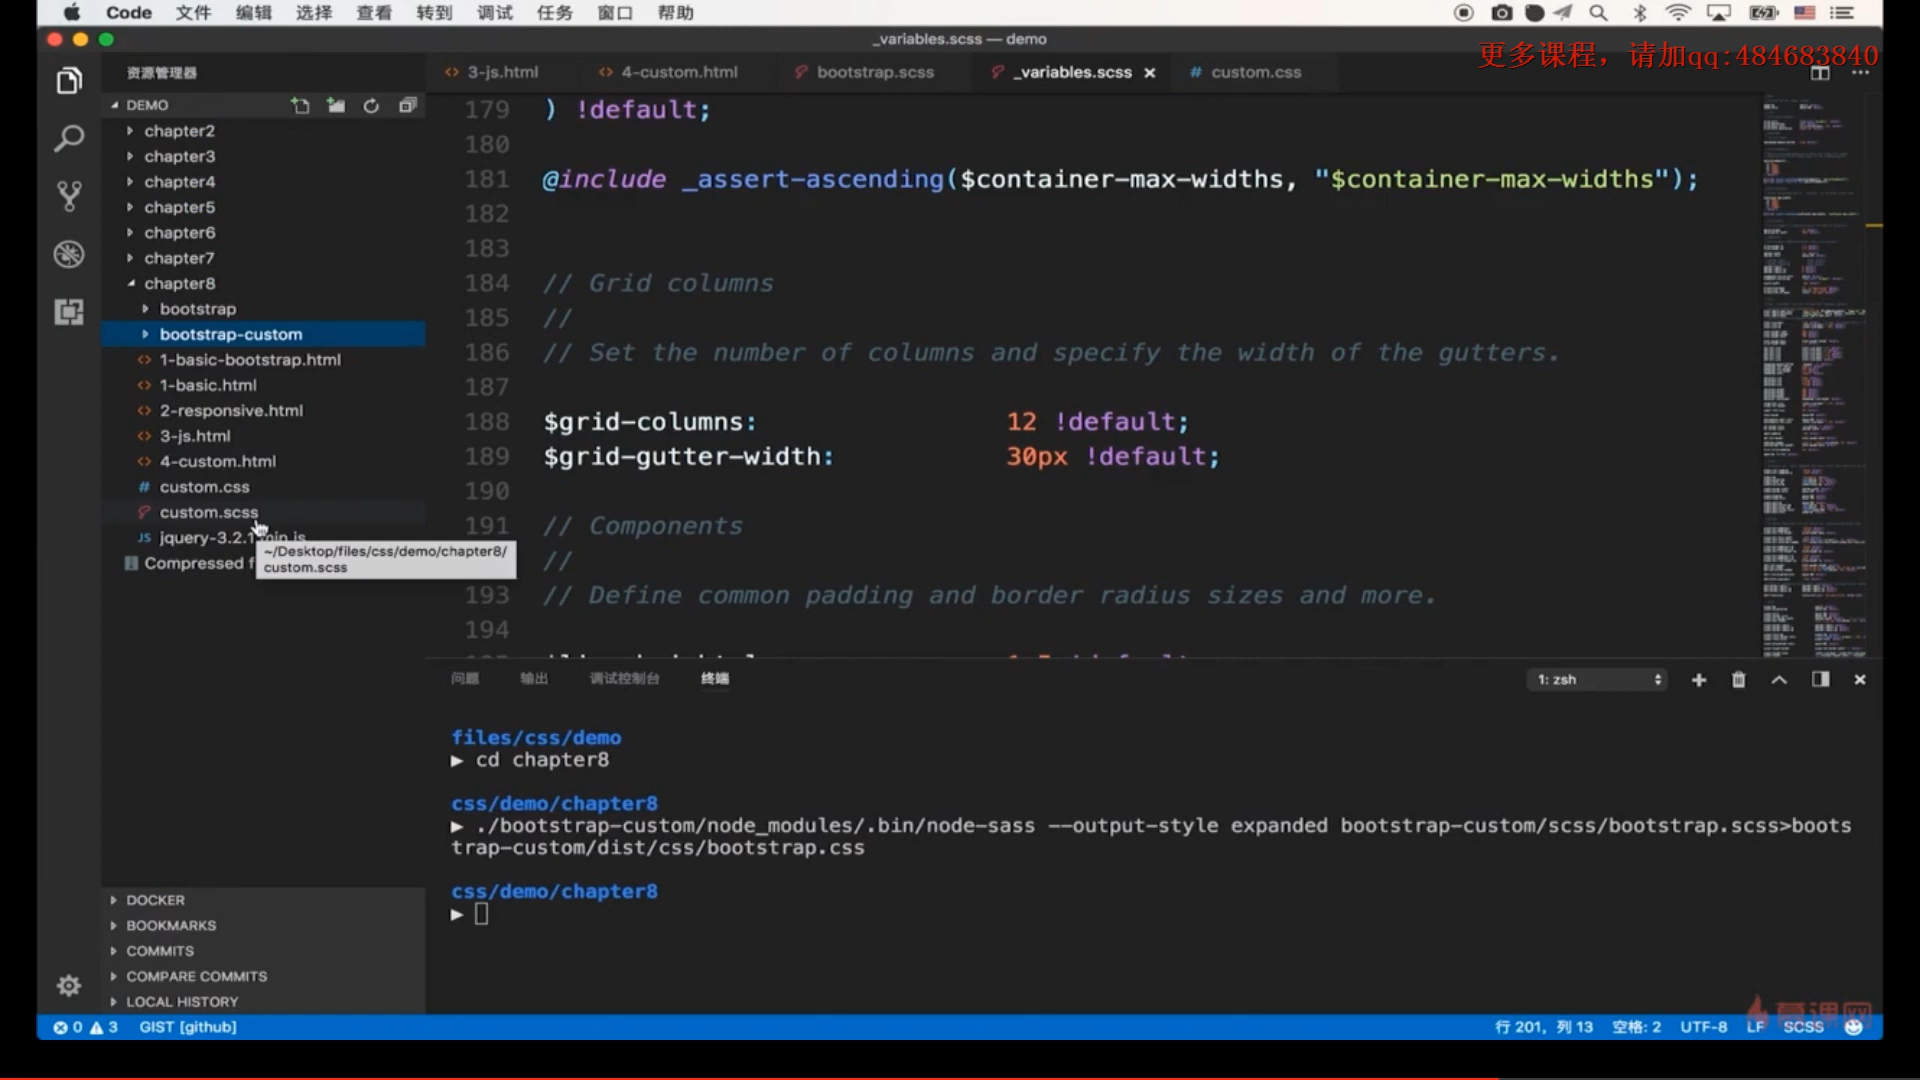 Code 文件 编辑 选择 查看 转到 调试 任务 窗口 帮助
_variables.scss — demo
更多课程，请加qq:484683840
资源管理器
3-js.html
4-custom.html
bootstrap.scss
_variables.scss
# custom.css
DEMO
chapter2
chapter3
chapter4
chapter5
chapter6
chapter7
chapter8
bootstrap
bootstrap-custom
1-basic-bootstrap.html
1-basic.html
2-responsive.html
3-js.html
4-custom.html
# custom.css
custom.scss
JS jquery-3.2.1
Compressed
~/Desktop/files/css/demo/chapter8/
custom.scss
179 ) !default;
180
181 @include _assert-ascending($container-max-widths, "$container-max-widths");
182
183
184 // Grid columns
185 //
186 // Set the number of columns and specify the width of the gutters.
187
188 $grid-columns: 12 !default;
189 $grid-gutter-width: 30px !default;
190
191 // Components
//
193 // Define common padding and border radius sizes and more.
194
问题 输出 调试控制台 终端
1: zsh
files/css/demo
▶ cd chapter8
css/demo/chapter8
▶ ./bootstrap-custom/node_modules/.bin/node-sass --output-style expanded bootstrap-custom/scss/bootstrap.scss>boots
trap-custom/dist/css/bootstrap.css
css/demo/chapter8
▶
DOCKER
BOOKMARKS
COMMITS
COMPARE COMMITS
LOCAL HISTORY
慕课网
0 3 GIST [github]
行 201，列 13 空格: 2 UTF-8 LF SCSS